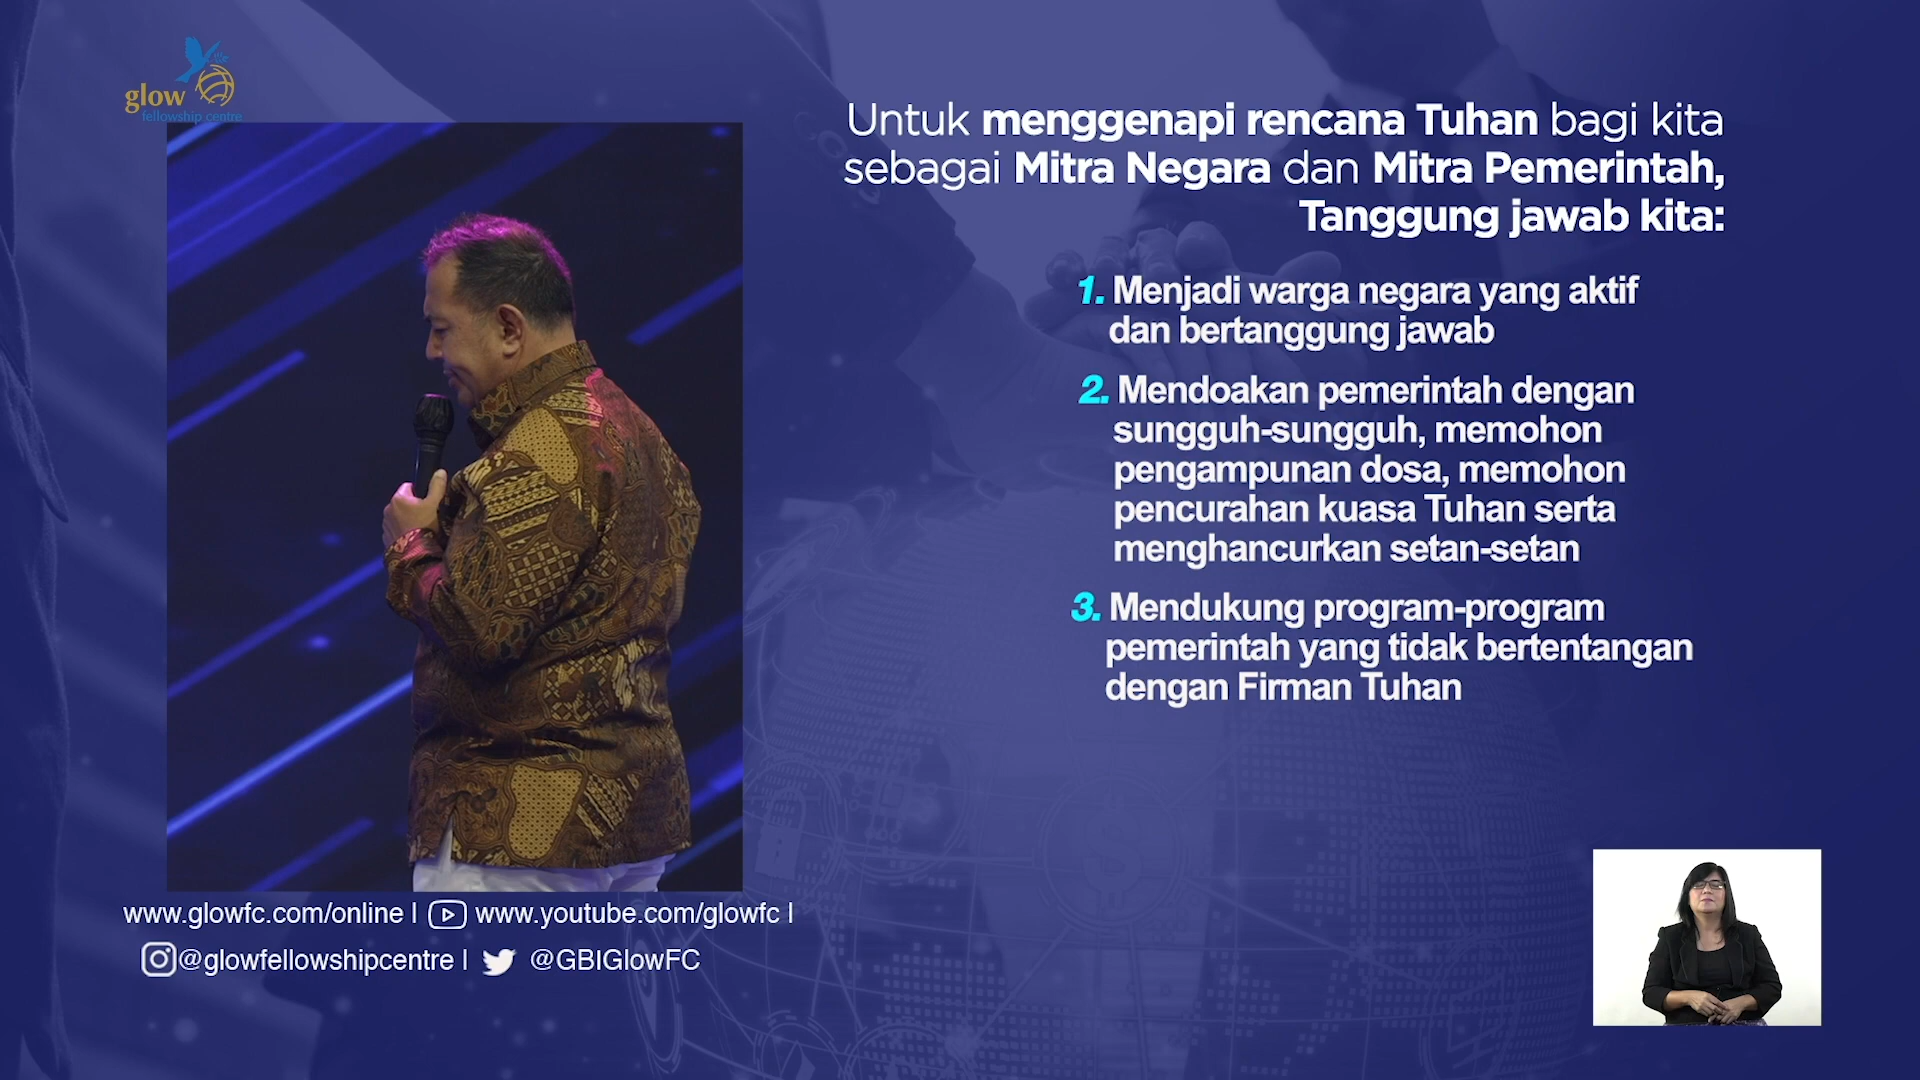 glow
fellowship centre
Untuk menggenapi rencana Tuhan bagi kita
sebagai Mitra Negara dan Mitra Pemerintah,
Tanggung jawab kita:
1. Menjadi warga negara yang aktif
dan bertanggung jawab
2. Mendoakan pemerintah dengan
sungguh-sungguh, memohon
pengampunan dosa, memohon
pencurahan kuasa Tuhan serta
menghancurkan setan-setan
3. Mendukung program-program
pemerintah yang tidak bertentangan
dengan Firman Tuhan
www.glowfc.com/online | www.youtube.com/glowfc |
@glowfellowshipcentre | @GBIGlowFC